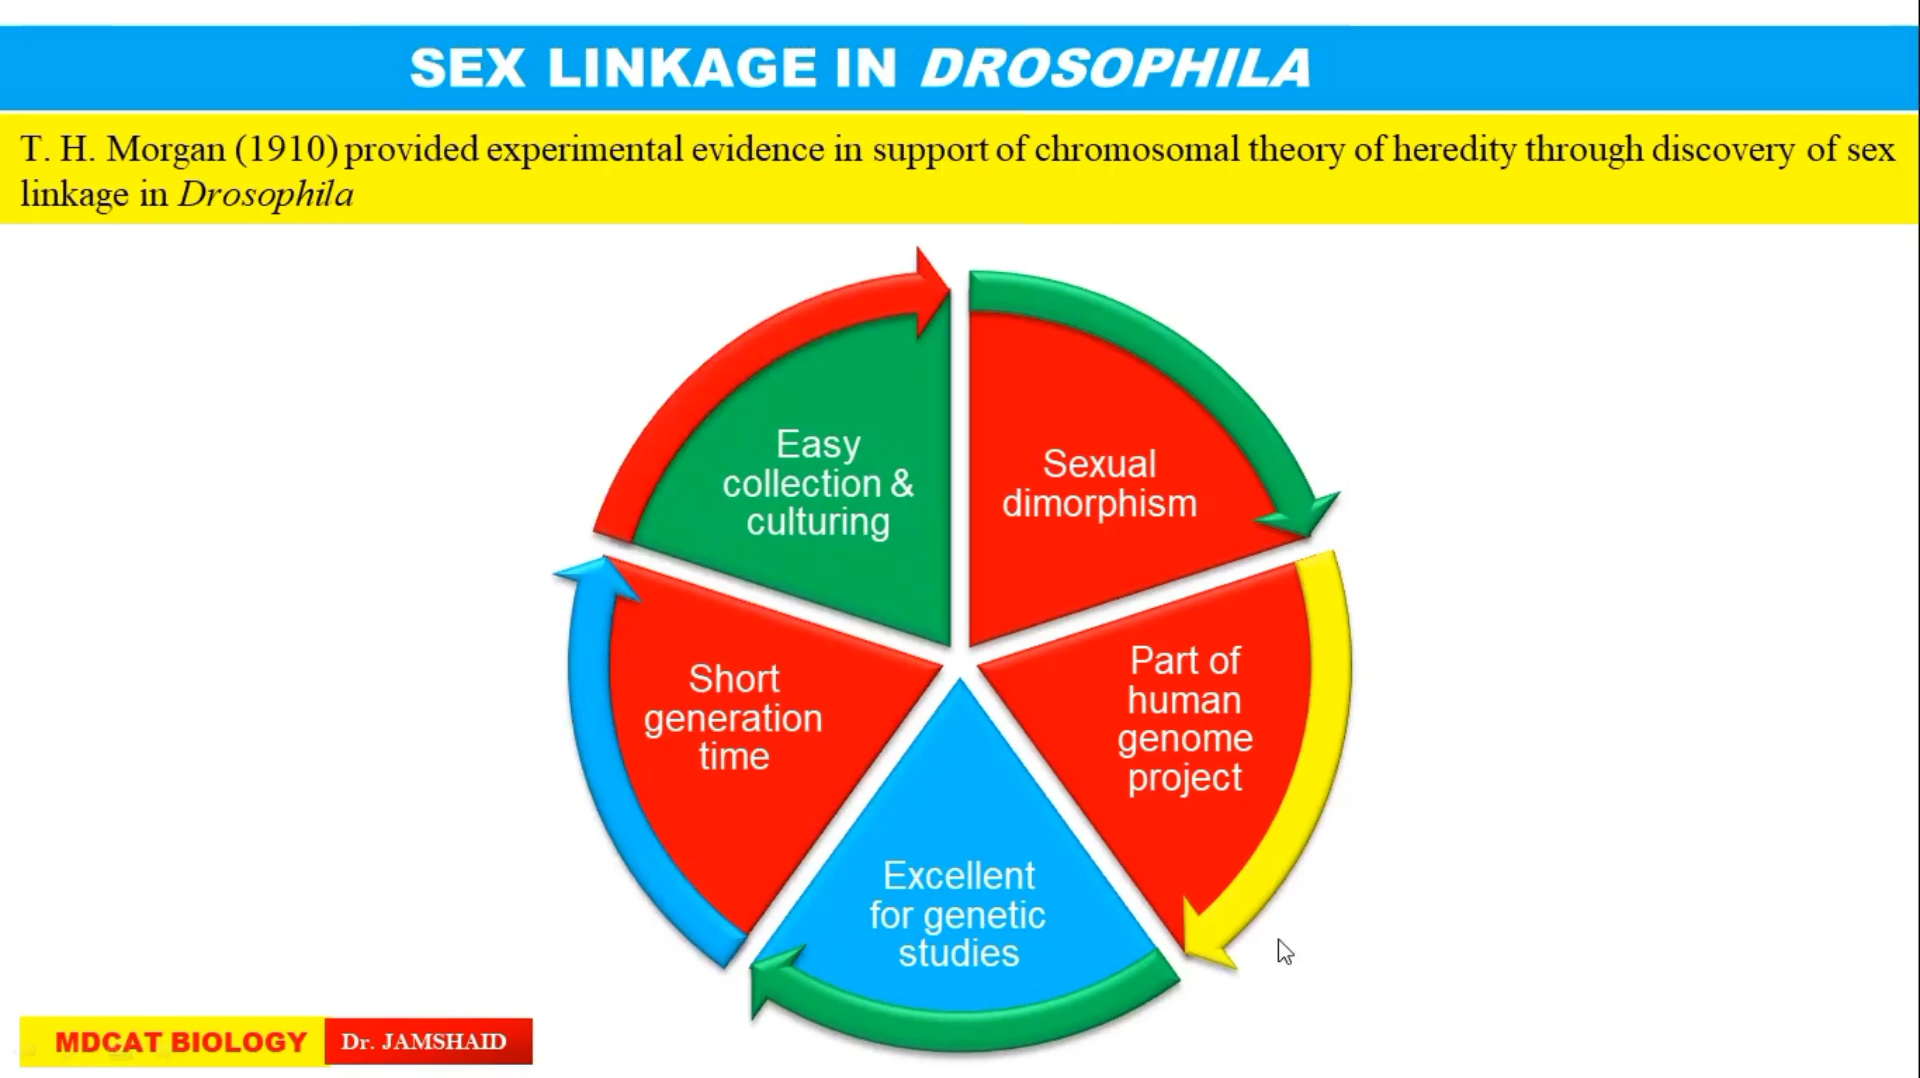 SEX LINKAGE IN DROSOPHILA
T. H. Morgan (1910) provided experimental evidence in support of chromosomal theory of heredity through discovery of sex
linkage in Drosophila
Easy
collection &
culturing
Sexual
dimorphism
Short
generation
time
Part of
human
genome
project
Excellent
for genetic
studies
MDCAT BIOLOGY Dr. JAMSHAID